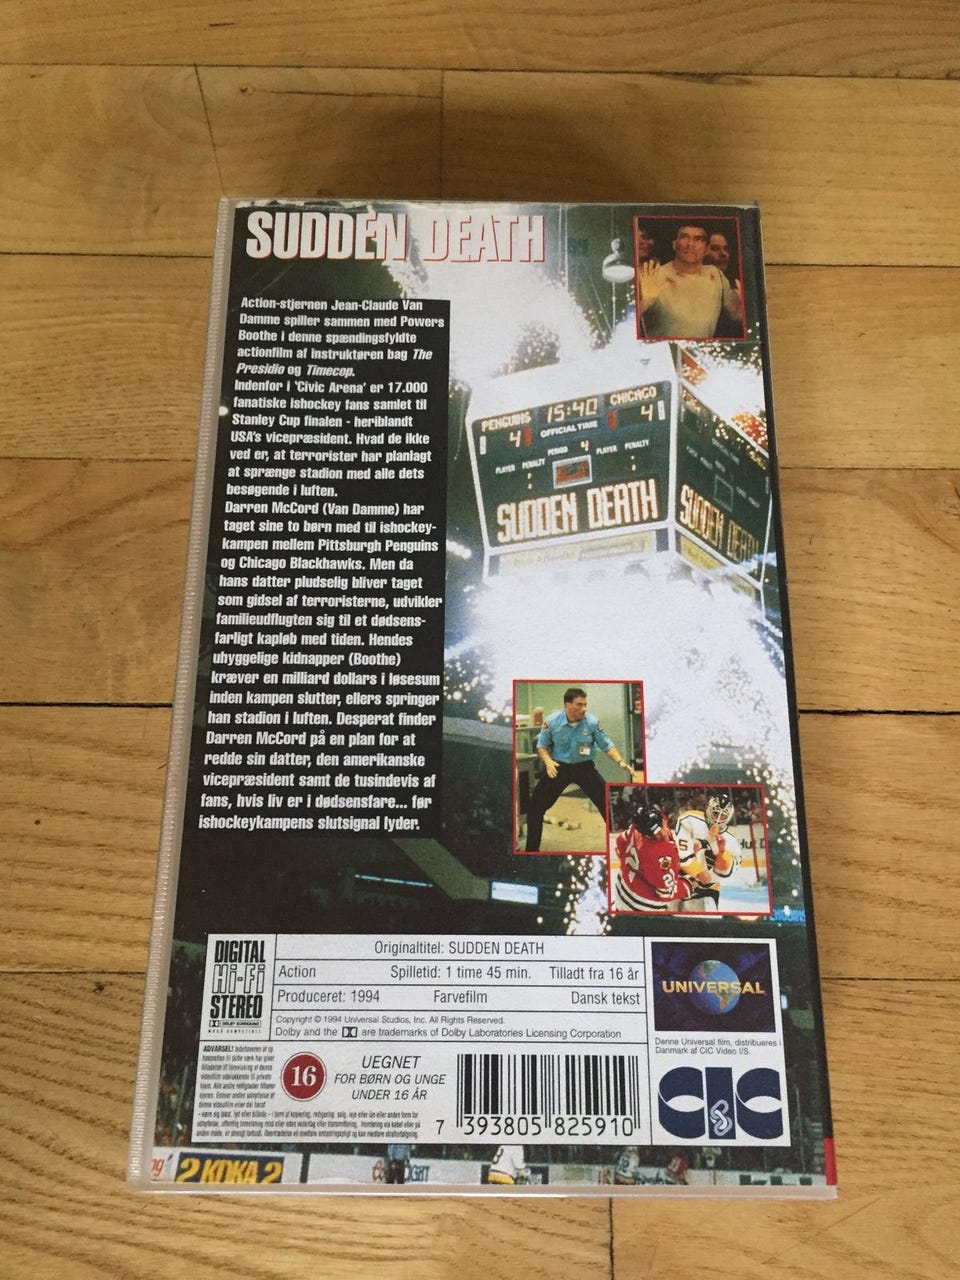 SUDDEN DEATH
Action-stjernen Jean-Claude Van
Damme spiller sammen med Powers
Boothe i denne spændingsfyldte
actionfilm af instruktøren bag The
Presidio og Timecop.
Indenfor i 'Civic Arena' er 17.000
fanatiske ishockey fans samlet til
Stanley Cup finalen - heriblandt
USA's vicepræsident. Hvad de ikke
ved er, at terrorister har planlagt
at sprænge stadion med alle dets
besøgende i luften.
Darren McCord (Van Damme) har
taget sine to børn med til ishockey-
kampen mellem Pittsburgh Penguins
og Chicago Blackhawks. Men da
hans datter pludselig bliver taget
som gidsel af terroristerne, udvikler
familieudflugten sig til et dødsens-
farligt kapløb med tiden. Hendes
uhyggelige kidnapper (Boothe)
kræver en milliard dollars i løsesum
inden kampen slutter, ellers springer
han stadion i luften. Desperat finder
Darren McCord på en plan for at
redde sin datter, den amerikanske
vicepræsident samt de tusindevis af
fans, hvis liv er i dødsensfare... før
ishockeykampens slutsignal lyder.
PENGUINS 15:40 CHICAGO
4 OFFICIAL TIME 4
PLAYER PENALTY PERIOD 4 PLAYER PENALTY
SUDDEN DEATH
SUDDEN DEATH
DIGITAL
Hi-Fi
STEREO
DOLBY SURROUND
Originaltitel: SUDDEN DEATH
Action Spilletid: 1 time 45 min. Tilladt fra 16 år
Produceret: 1994 Farvefilm Dansk tekst
Copyright © 1994 Universal Studios, Inc. All Rights Reserved.
Dolby and the are trademarks of Dolby Laboratories Licensing Corporation
UNIVERSAL
Denne Universal film, distribueres i
Danmark af CIC Video I/S.
CIC
ADVARSEL!
16
UEGNET
FOR BØRN OG UNGE
UNDER 16 ÅR
7 393805 825910
2 KDKA 2